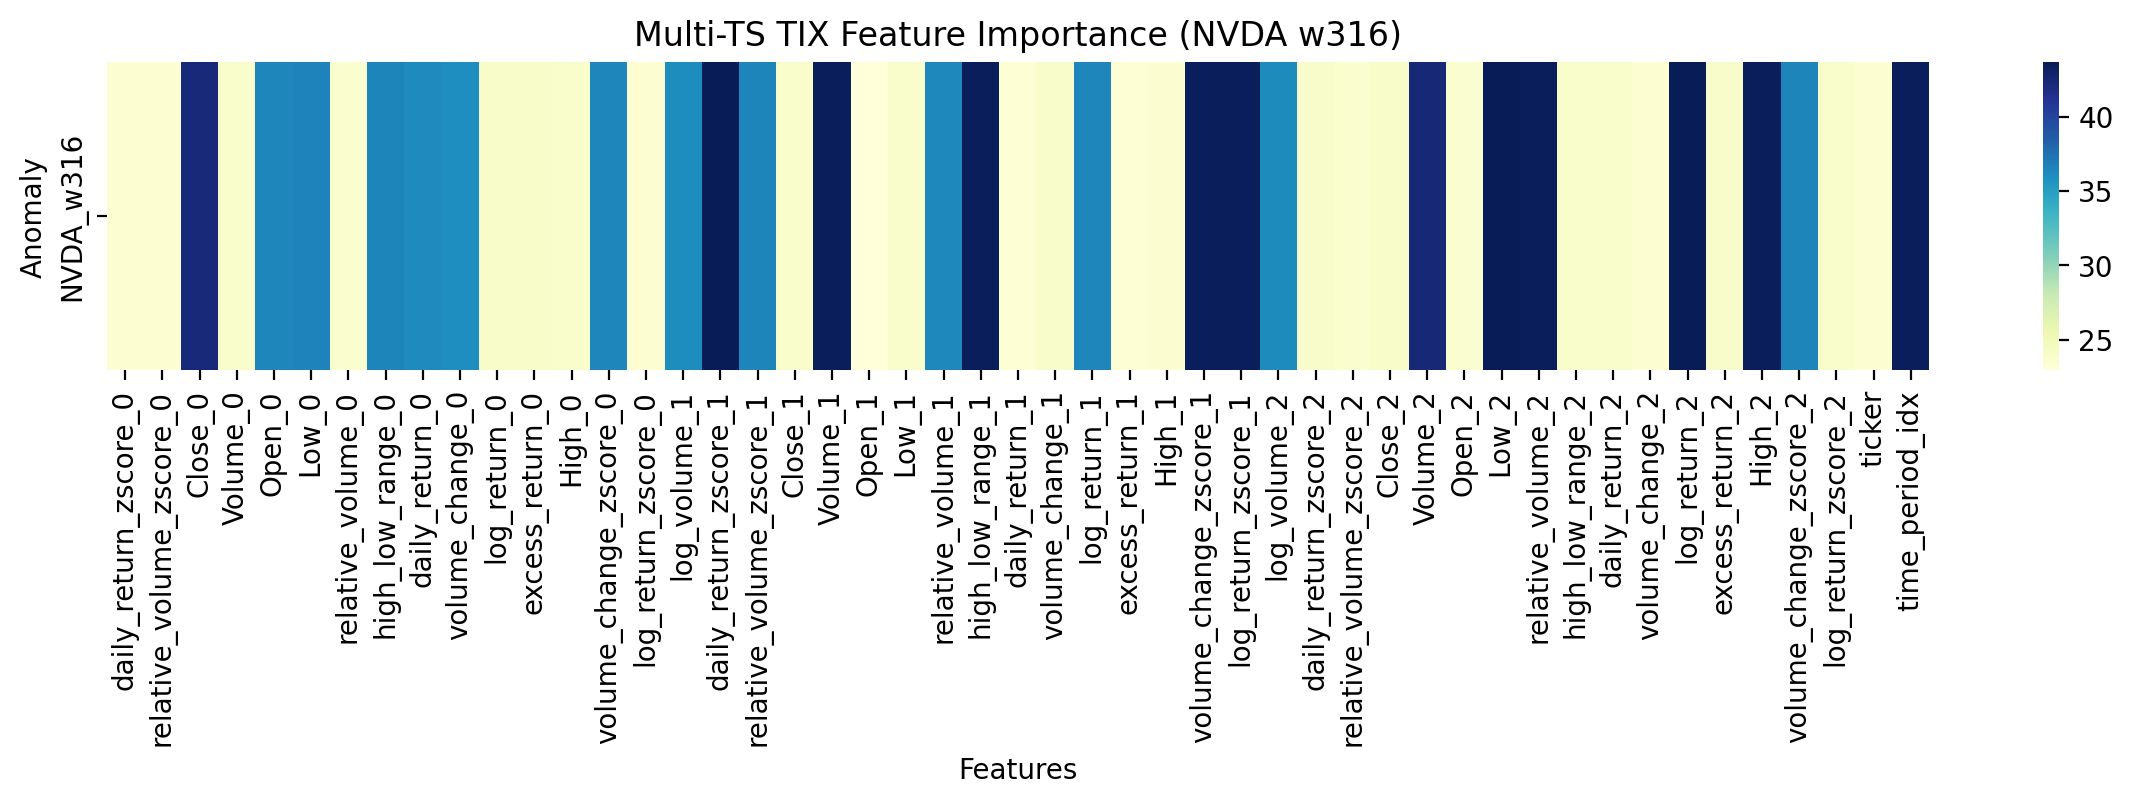 Multi-TS TIX Feature Importance (NVDA w316)
Anomaly
NVDA_w316
40
35
30
25
daily_return_zscore_0
relative_volume_zscore_0
Close_0
Volume_0
Open_0
Low_0
relative_volume_0
high_low_range_0
daily_return_0
volume_change_0
log_return_0
excess_return_0
High_0
volume_change_zscore_0
log_return_zscore_0
log_volume_1
daily_return_zscore_1
relative_volume_zscore_1
Close_1
Volume_1
Open_1
Low_1
relative_volume_1
high_low_range_1
daily_return_1
volume_change_1
log_return_1
excess_return_1
High_1
volume_change_zscore_1
log_return_zscore_1
log_volume_2
daily_return_zscore_2
relative_volume_zscore_2
Close_2
Volume_2
Open_2
Low_2
relative_volume_2
high_low_range_2
daily_return_2
volume_change_2
log_return_2
excess_return_2
High_2
volume_change_zscore_2
log_return_zscore_2
ticker
time_period_idx
Features